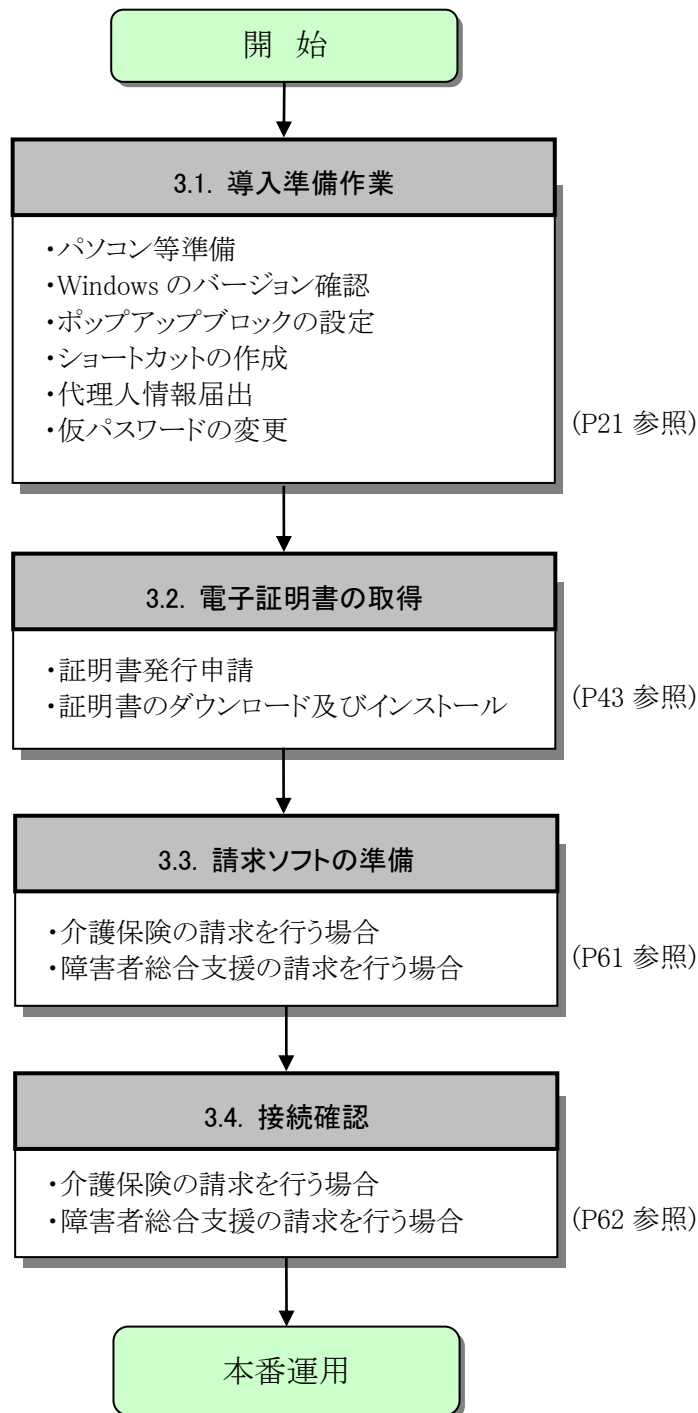 開 始
3.1. 導入準備作業
・パソコン等準備
・Windows のバージョン確認
・ポップアップブロックの設定
・ショートカットの作成
・代理人情報届出
・仮パスワードの変更
(P21 参照)
3.2. 電子証明書の取得
・証明書発行申請
・証明書のダウンロード及びインストール
(P43 参照)
3.3. 請求ソフトの準備
・介護保険の請求を行う場合
・障害者総合支援の請求を行う場合
(P61 参照)
3.4. 接続確認
・介護保険の請求を行う場合
・障害者総合支援の請求を行う場合
(P62 参照)
本番運用